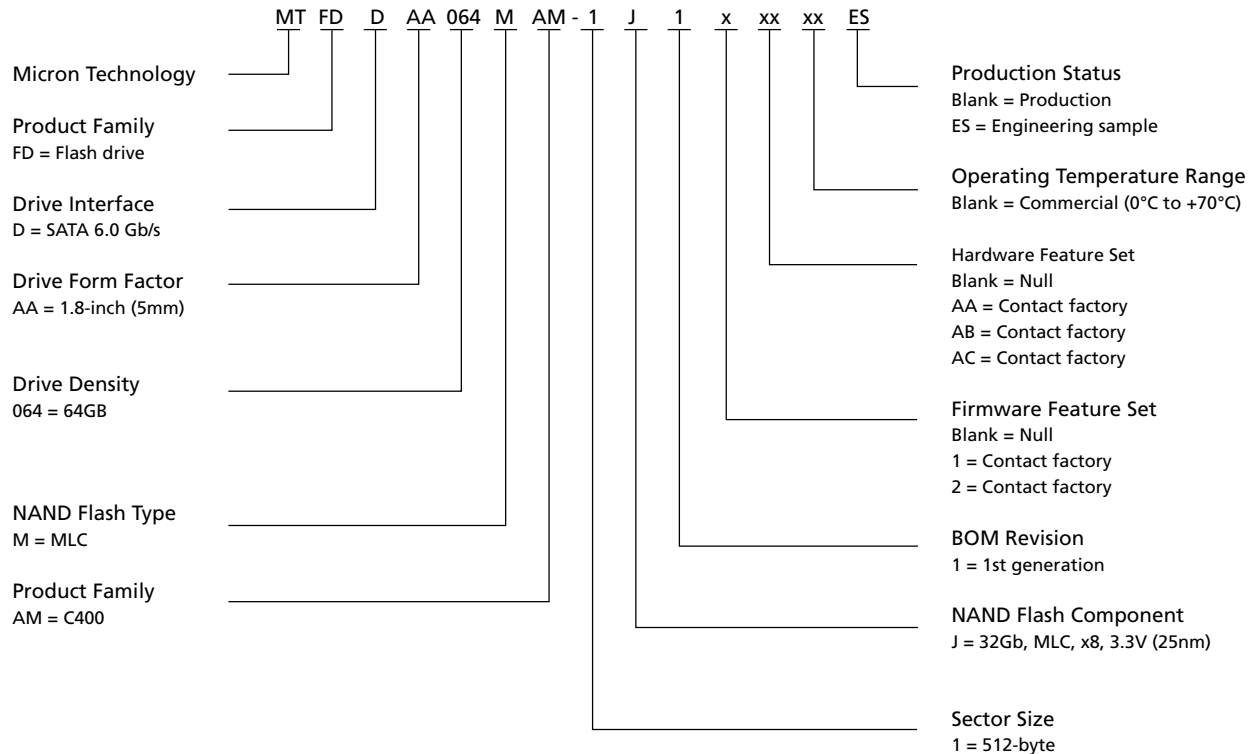 MT FD D AA 064 M AM - 1 J 1 x xx xx ES
Micron Technology
Product Family
FD = Flash drive
Drive Interface
D = SATA 6.0 Gb/s
Drive Form Factor
AA = 1.8-inch (5mm)
Drive Density
064 = 64GB
NAND Flash Type
M = MLC
Product Family
AM = C400
Production Status
Blank = Production
ES = Engineering sample
Operating Temperature Range
Blank = Commercial (0°C to +70°C)
Hardware Feature Set
Blank = Null
AA = Contact factory
AB = Contact factory
AC = Contact factory
Firmware Feature Set
Blank = Null
1 = Contact factory
2 = Contact factory
BOM Revision
1 = 1st generation
NAND Flash Component
J = 32Gb, MLC, x8, 3.3V (25nm)
Sector Size
1 = 512-byte